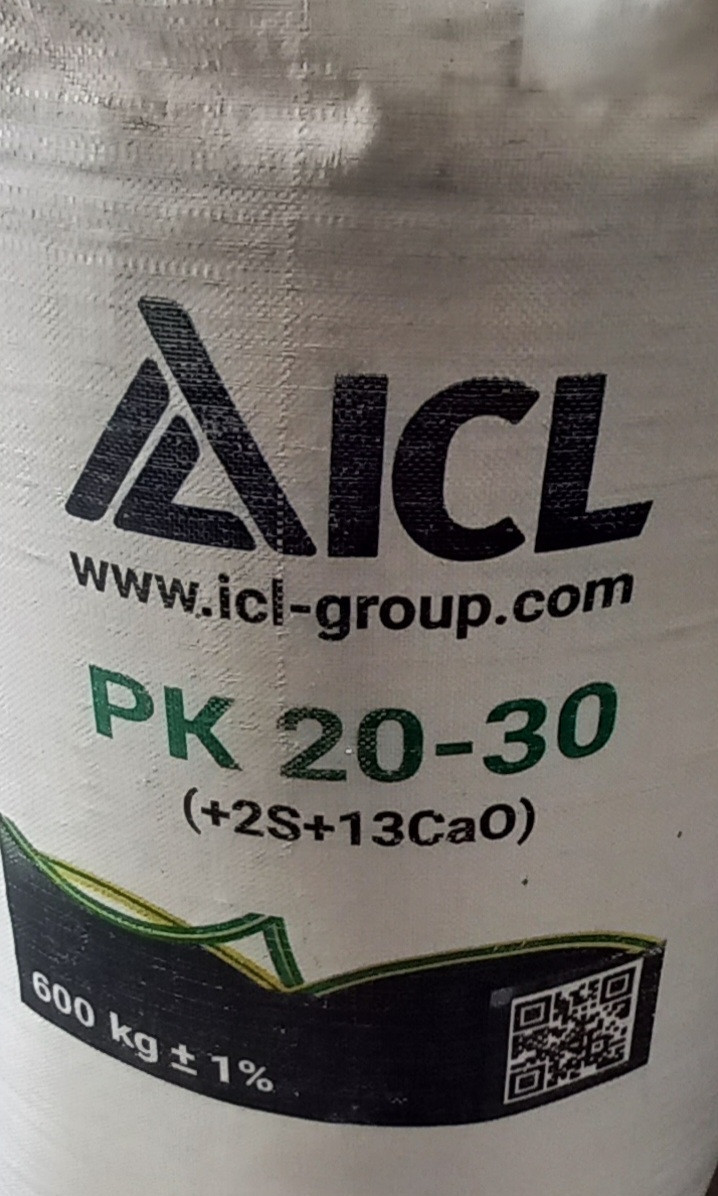 ICL
www.icl-group.com
PK 20-30
(+2S+13CaO)
600 kg ± 1%